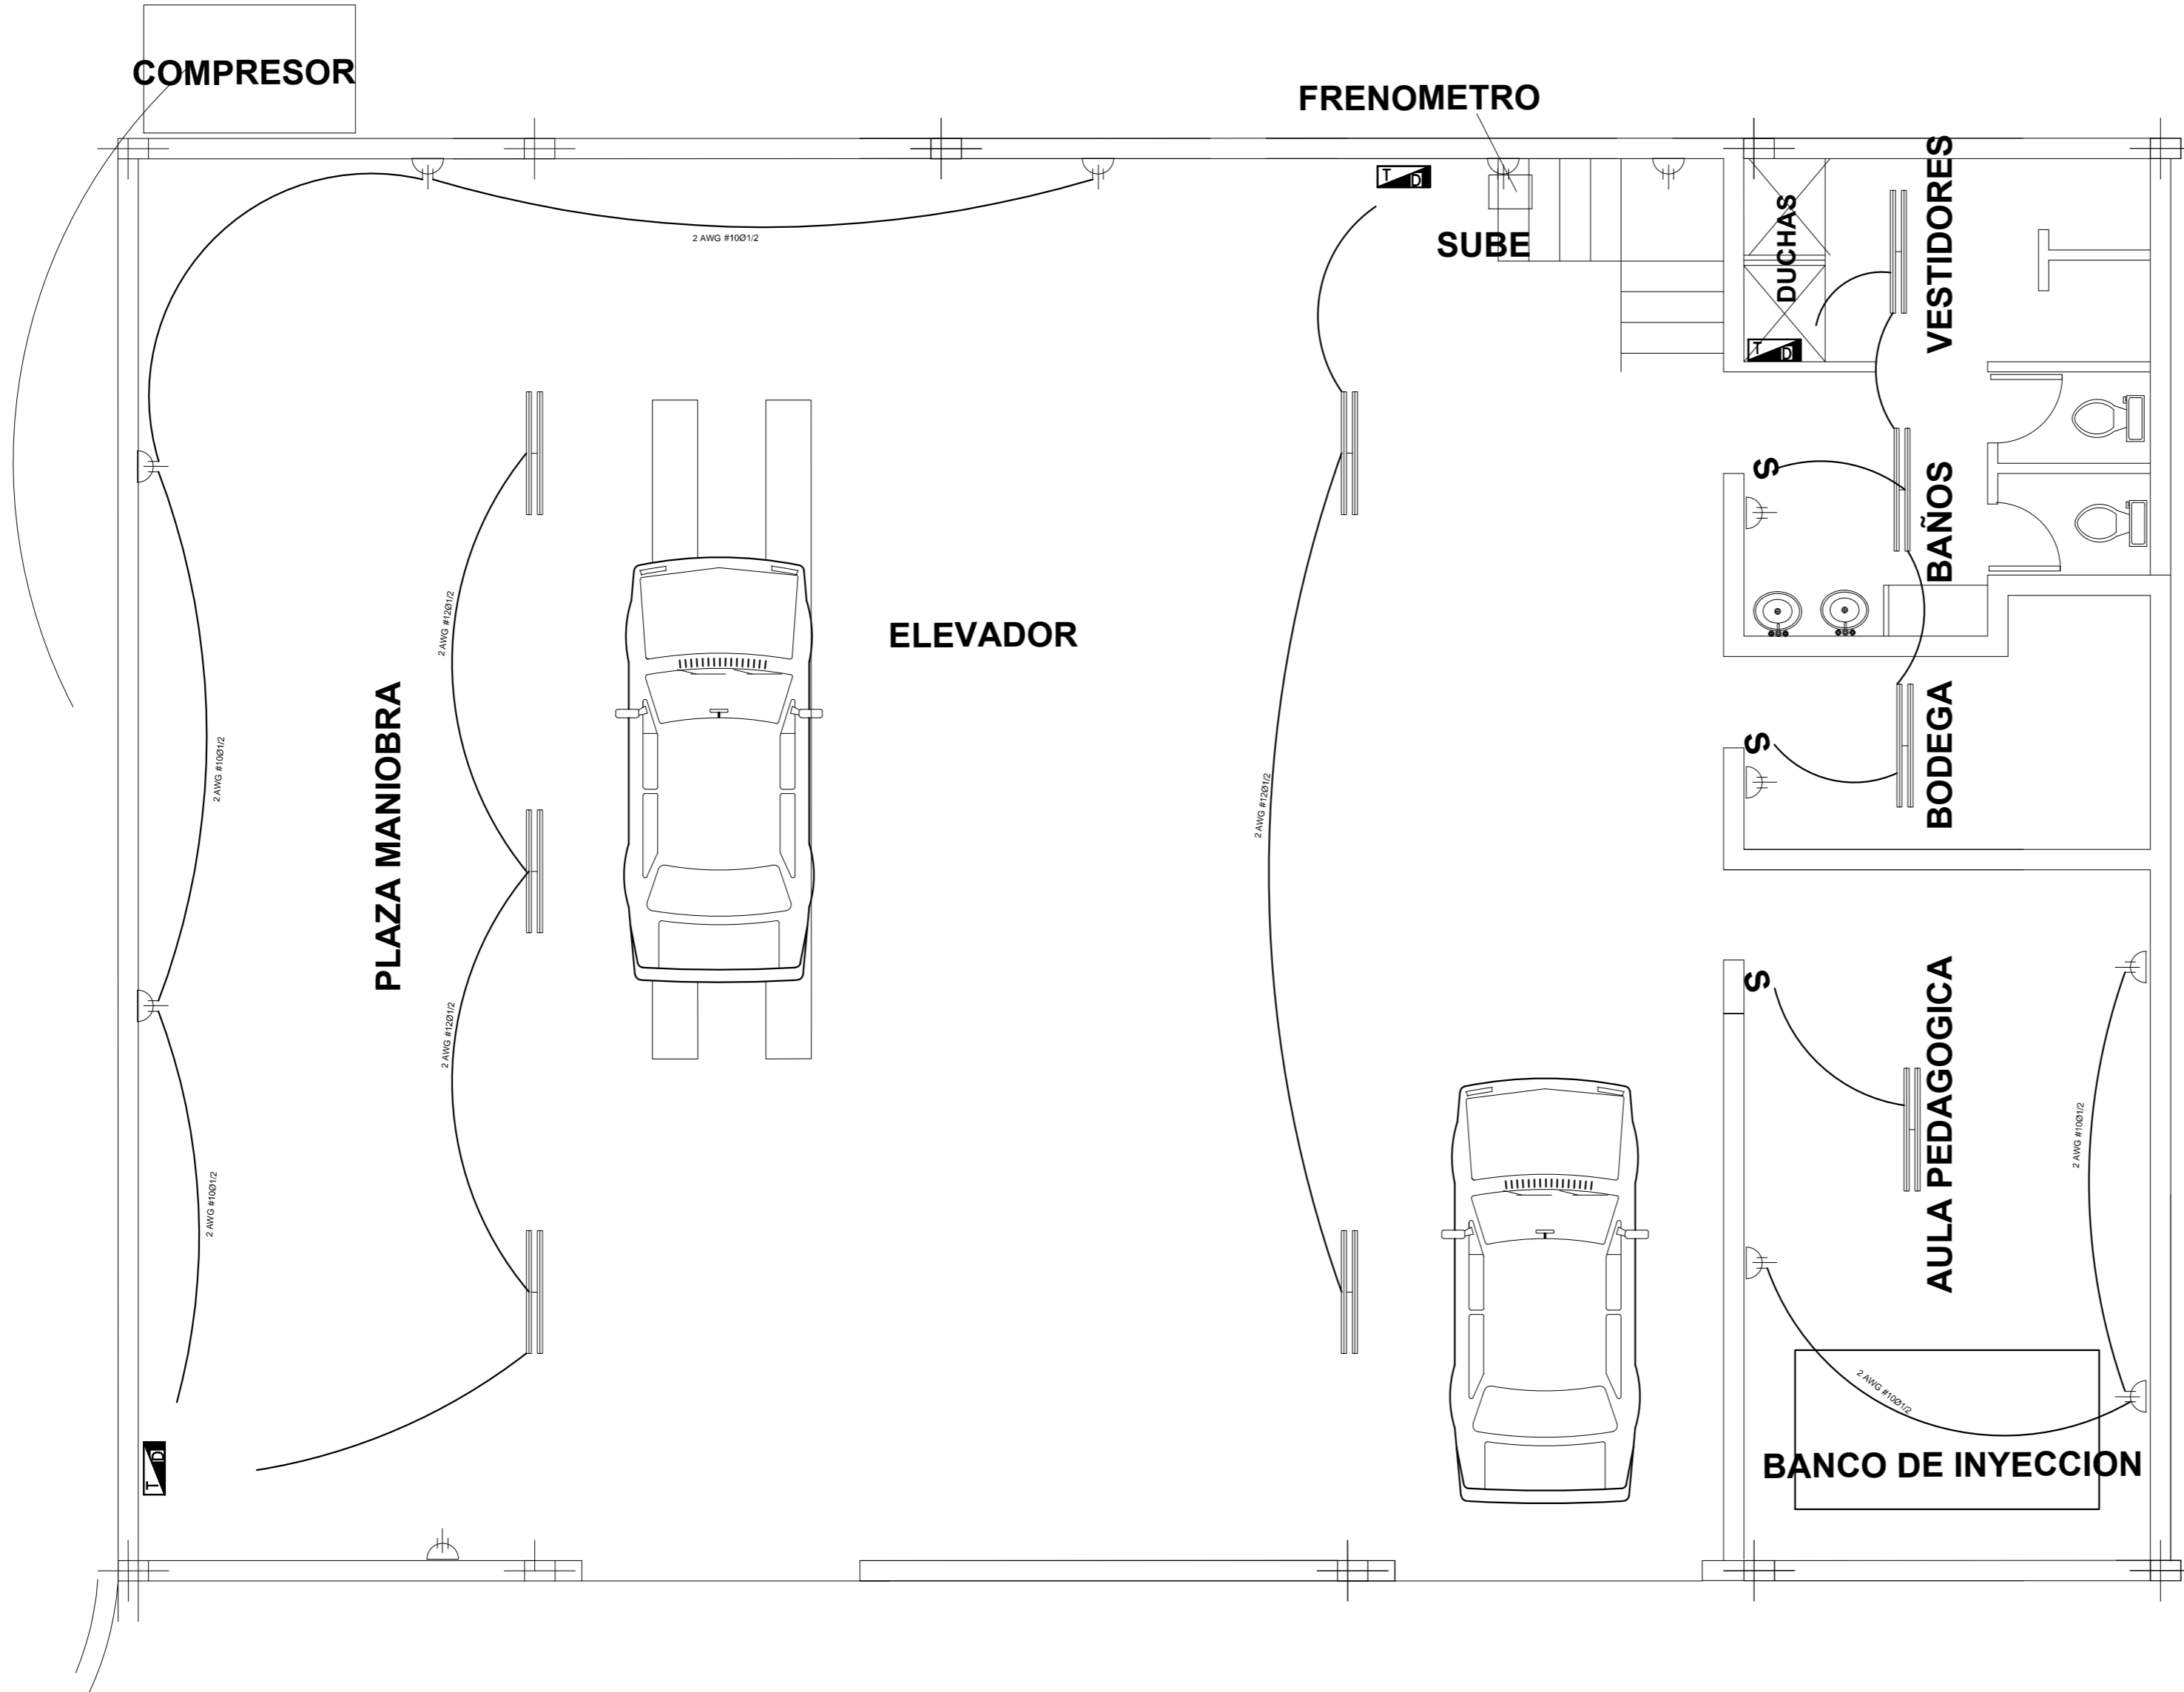 COMPRESOR
FRENOMETRO
T D
SUBE
2 AWG #10Ø1/2
DUCHAS
VESTIDORES
T D
2 AWG #12Ø1/2
ELEVADOR
S
BAÑOS
PLAZA MANIOBRA
2 AWG #10Ø1/2
2 AWG #12Ø1/2
S
BODEGA
2 AWG #12Ø1/2
S
AULA PEDAGOGICA
2 AWG #10Ø1/2
2 AWG #10Ø1/2
2 AWG #10Ø1/2
T D
BANCO DE INYECCION